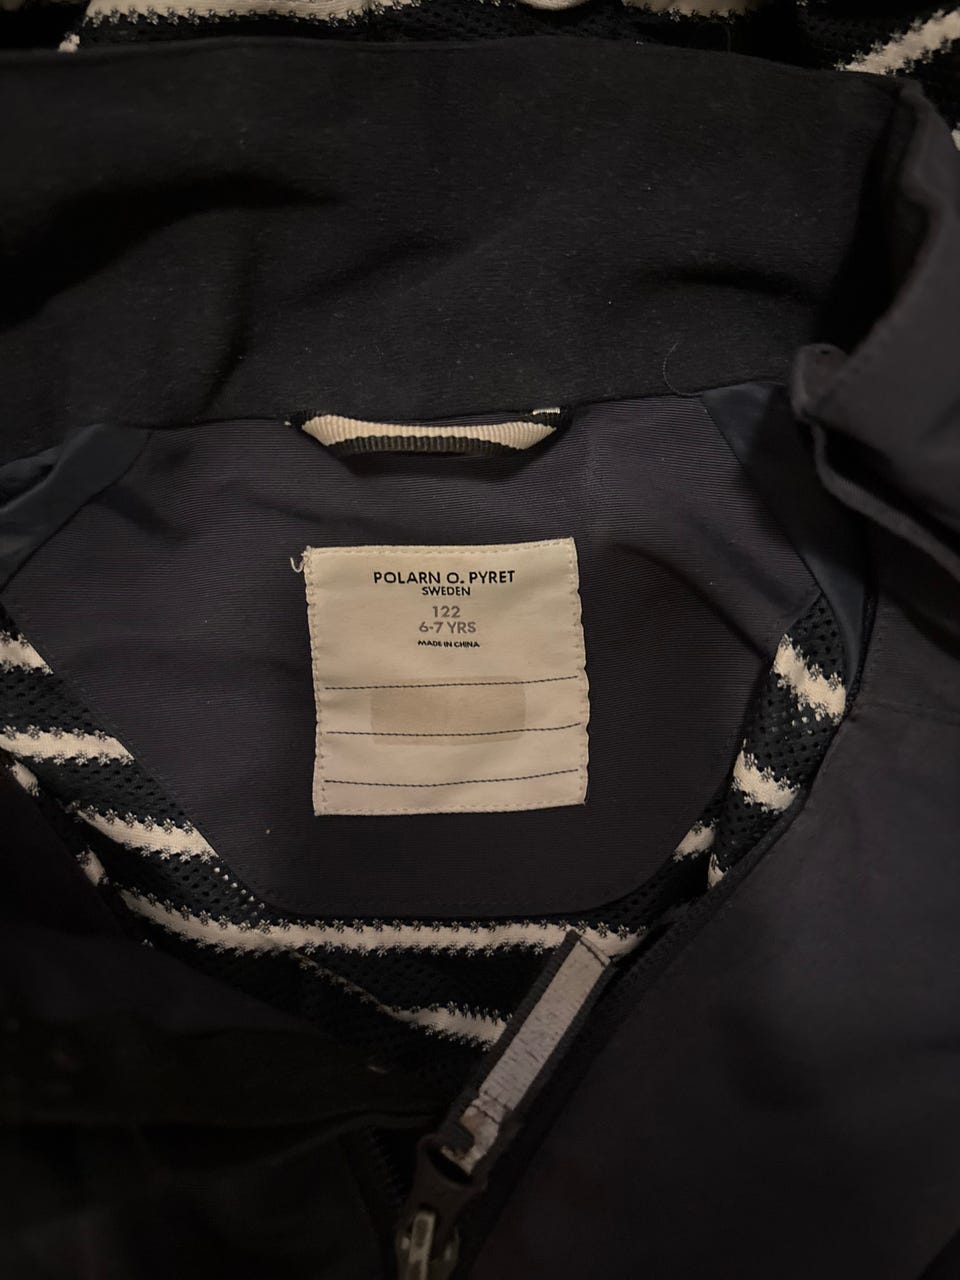 POLARN O. PYRET
SWEDEN
122
6-7 YRS
MADE IN CHINA